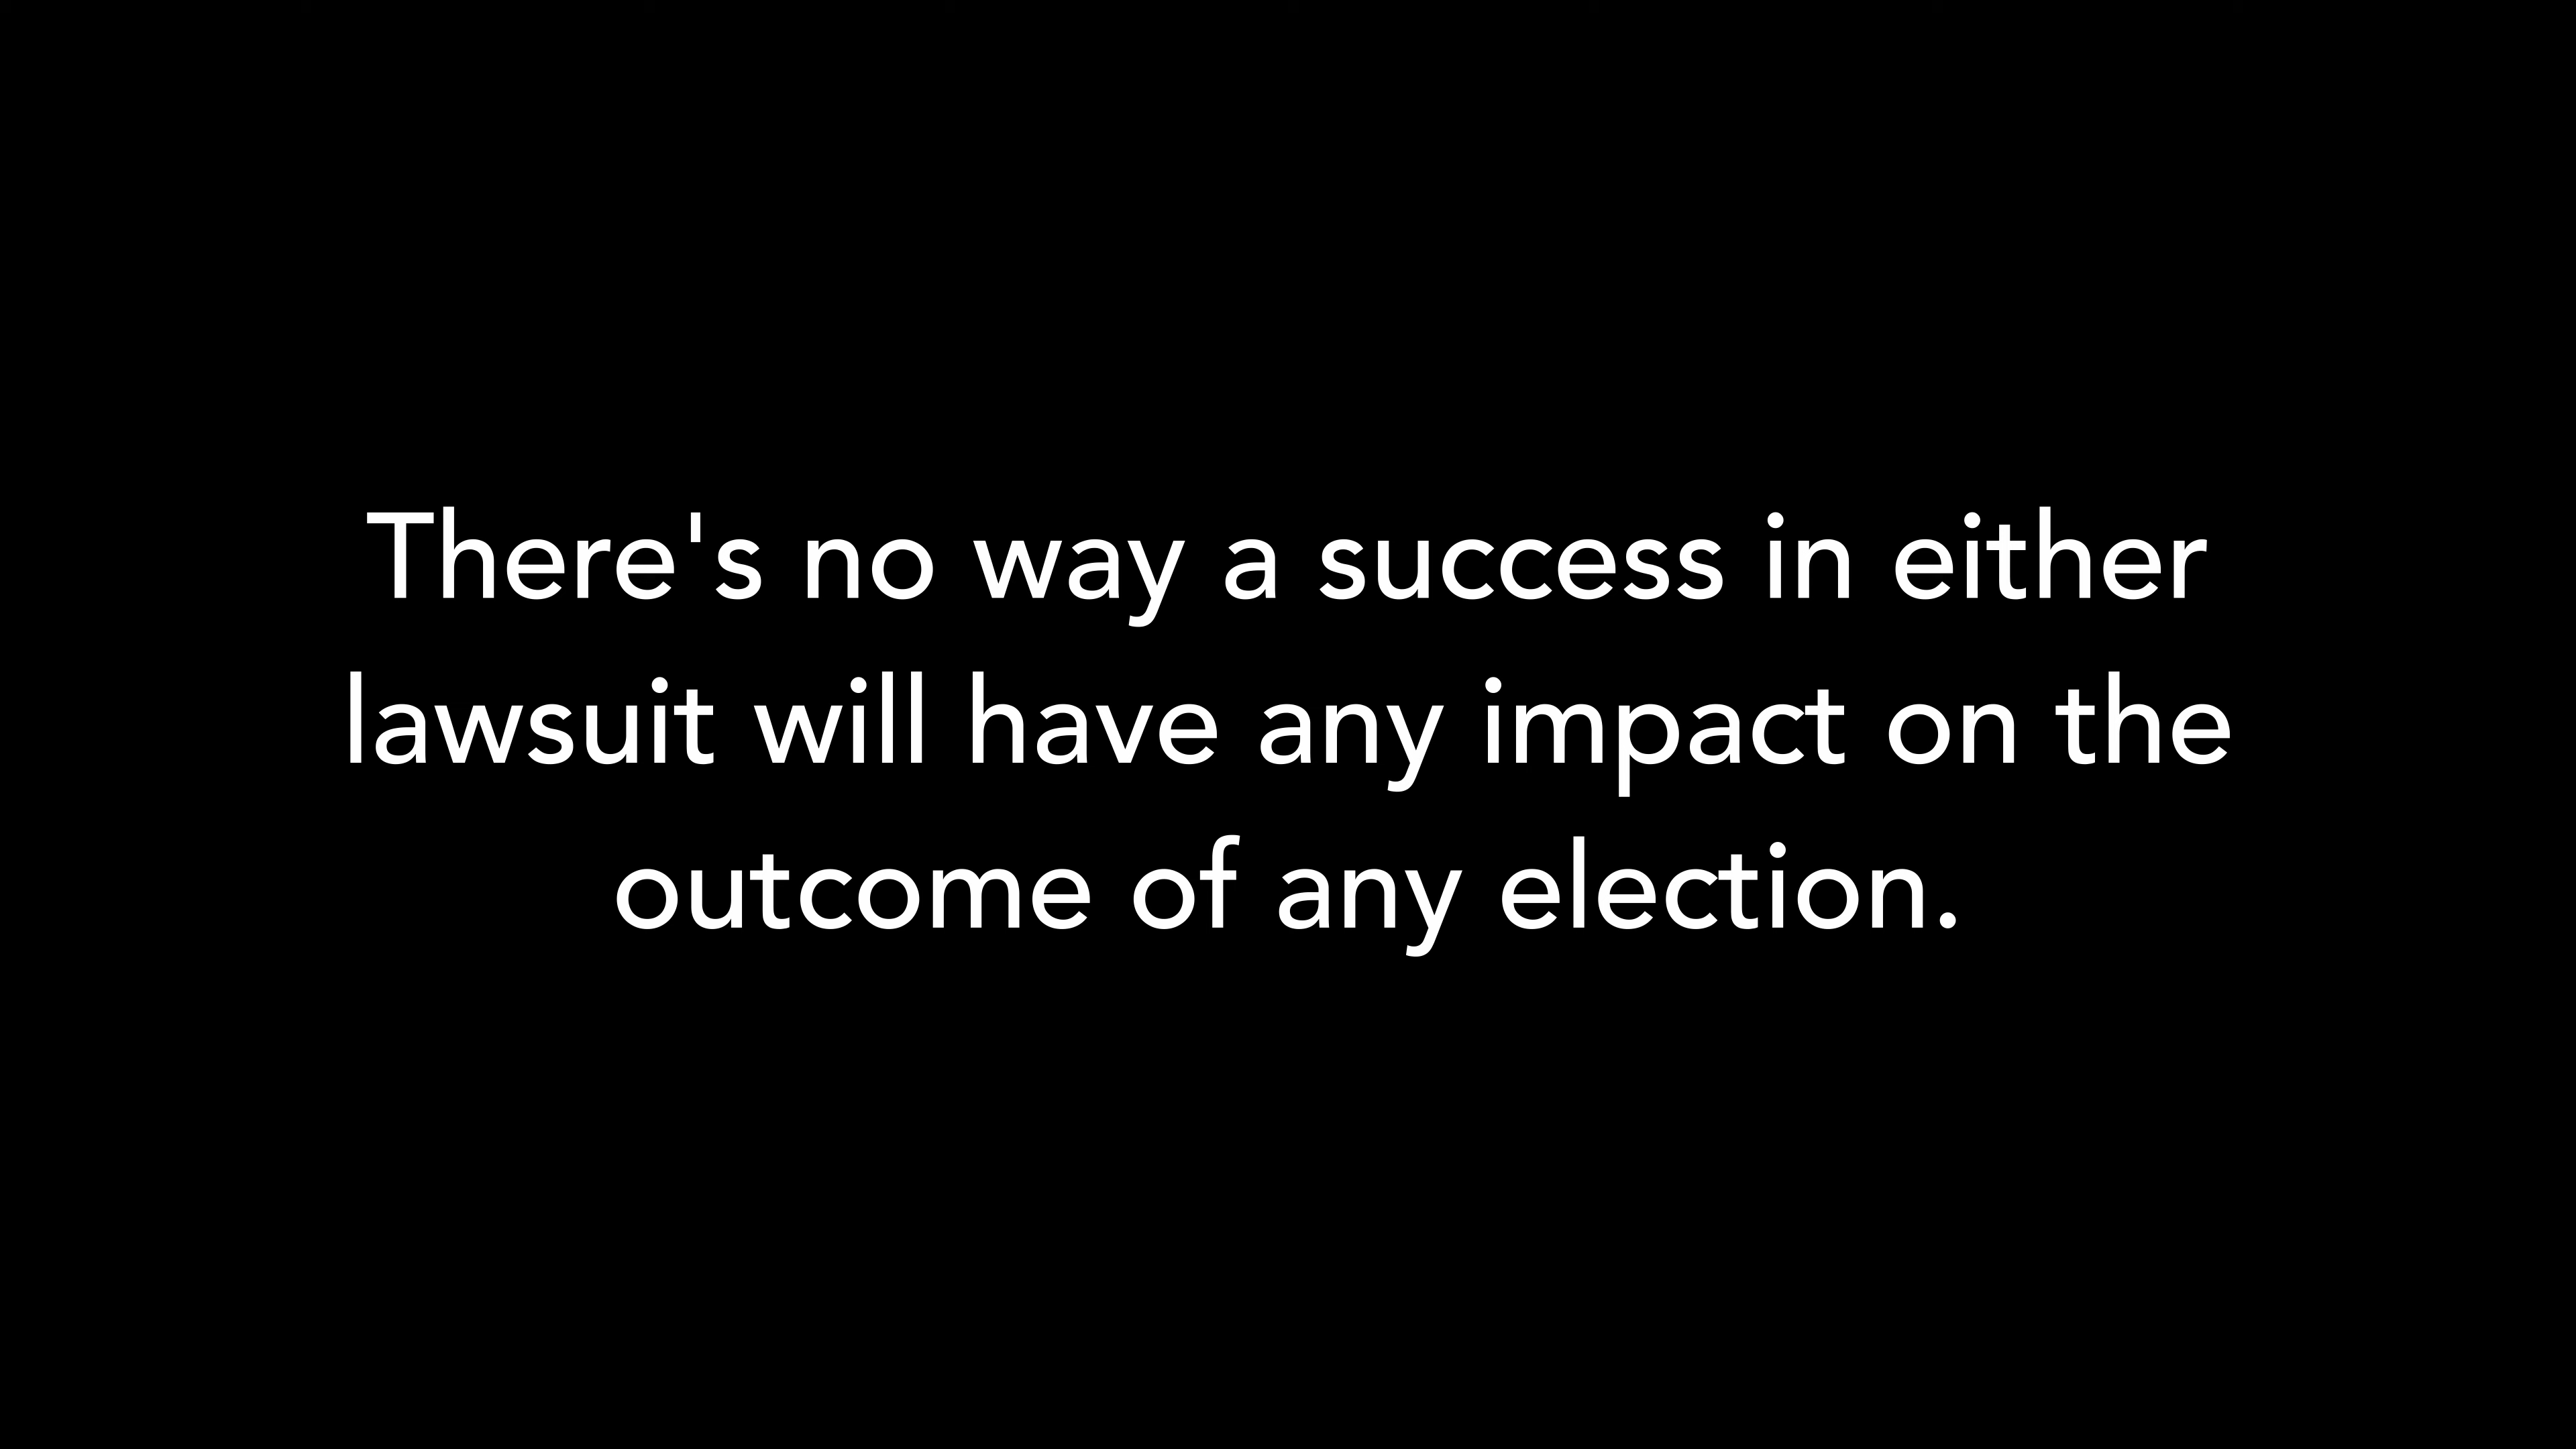 There's no way a success in either
lawsuit will have any impact on the
outcome of any election.